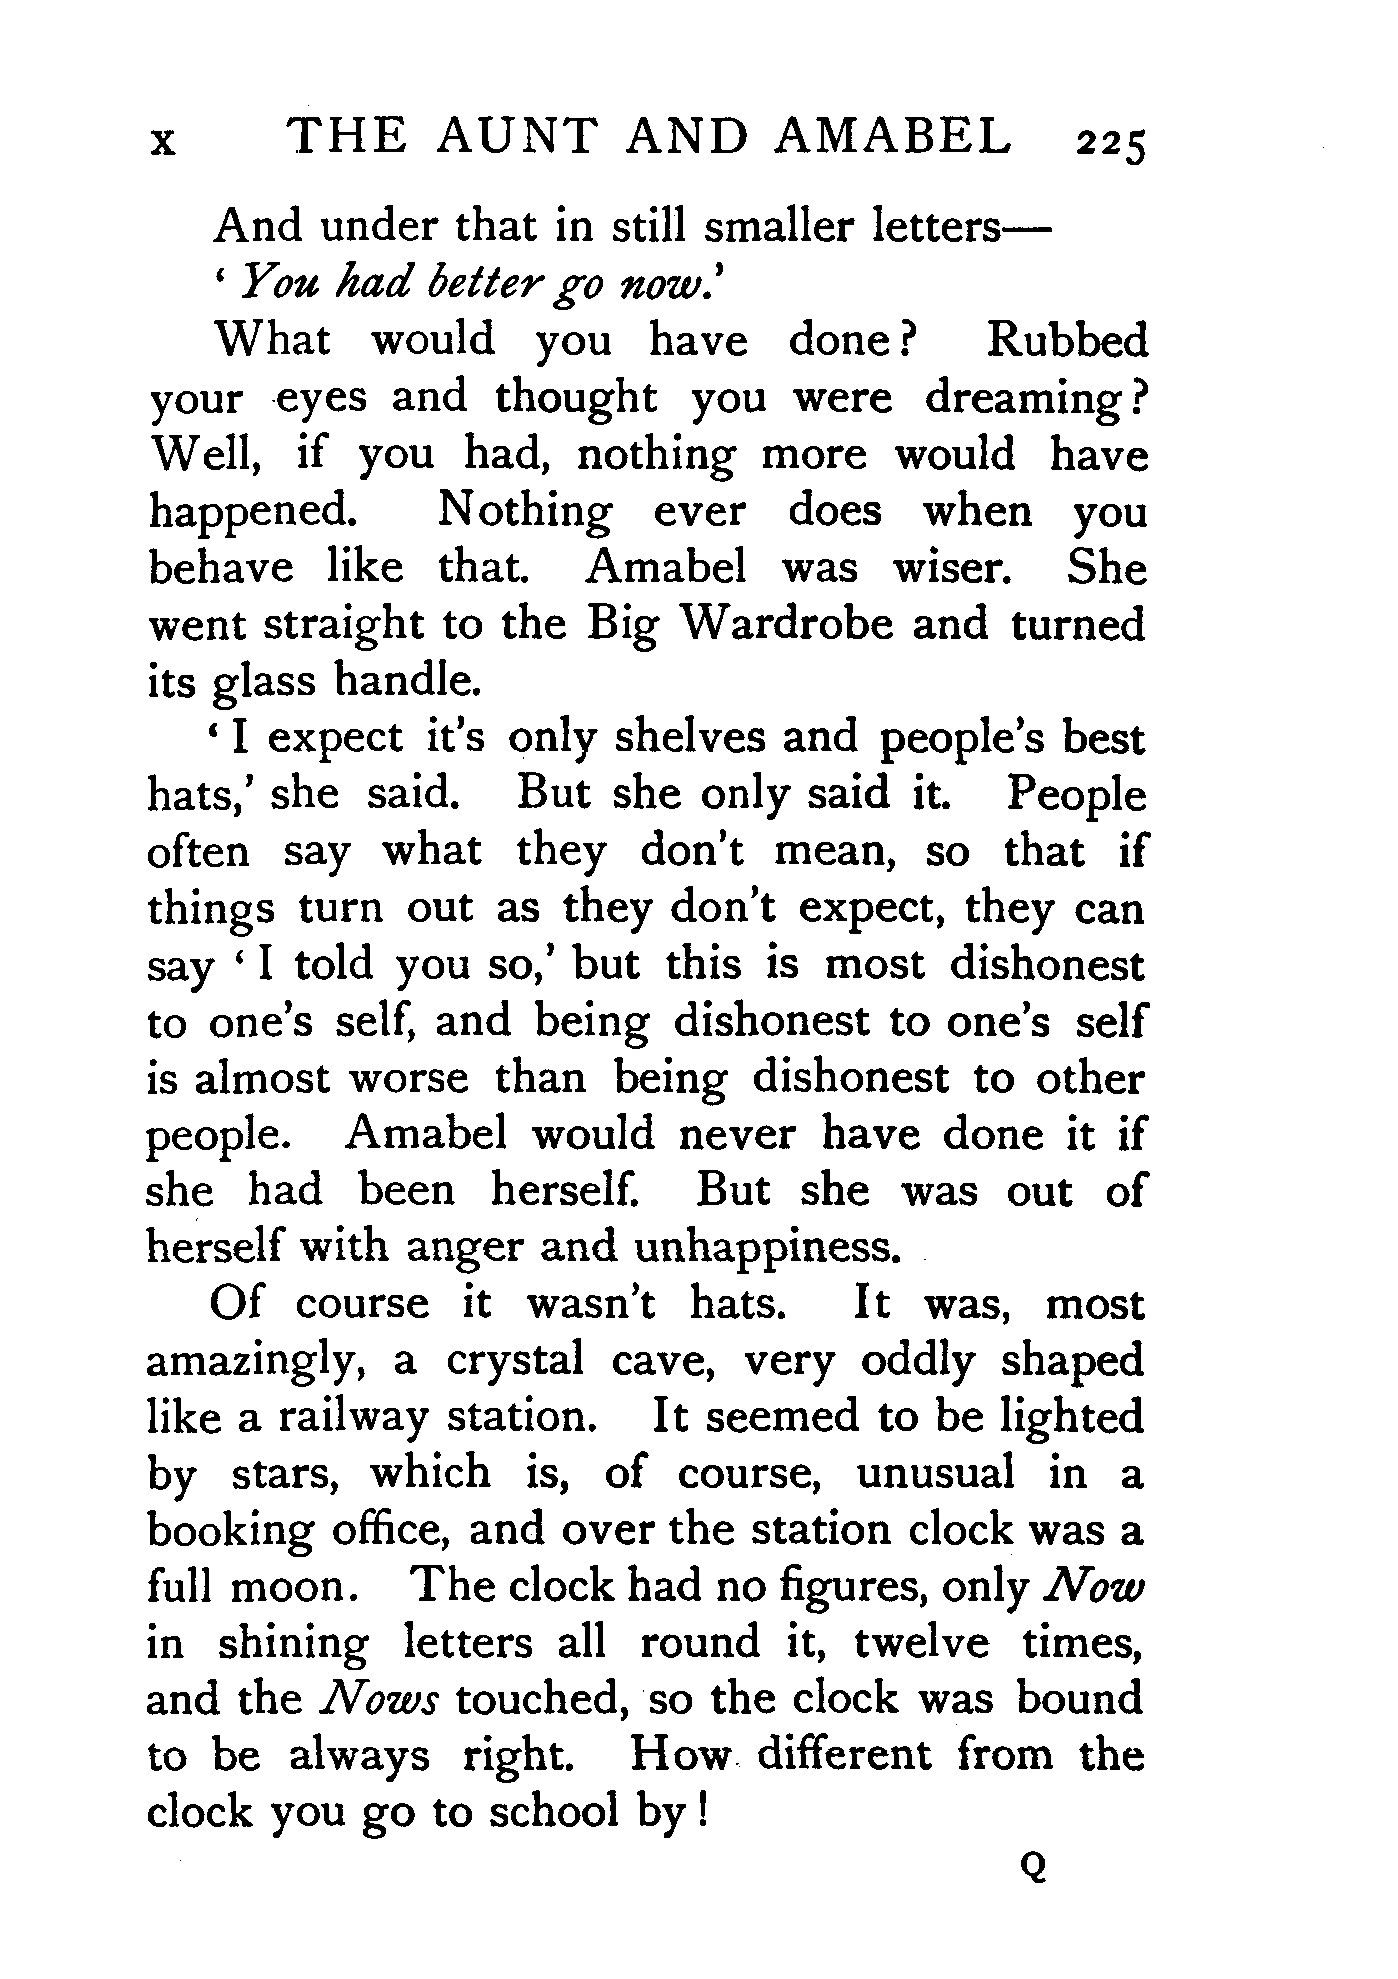 x THE AUNT AND AMABEL 225
And under that in still smaller letters—
‘ You had better go now.’
What would you have done? Rubbed
your eyes and thought you were dreaming?
Well, if you had, nothing more would have
happened. Nothing ever does when you
behave like that. Amabel was wiser. She
went straight to the Big Wardrobe and turned
its glass handle.
‘ I expect it’s only shelves and people’s best
hats,’ she said. But she only said it. People
often say what they don’t mean, so that if
things turn out as they don’t expect, they can
say ‘ I told you so,’ but this is most dishonest
to one’s self, and being dishonest to one’s self
is almost worse than being dishonest to other
people. Amabel would never have done it if
she had been herself. But she was out of
herself with anger and unhappiness.
Of course it wasn’t hats. It was, most
amazingly, a crystal cave, very oddly shaped
like a railway station. It seemed to be lighted
by stars, which is, of course, unusual in a
booking office, and over the station clock was a
full moon. The clock had no figures, only Now
in shining letters all round it, twelve times,
and the Nows touched, so the clock was bound
to be always right. How different from the
clock you go to school by !
Q